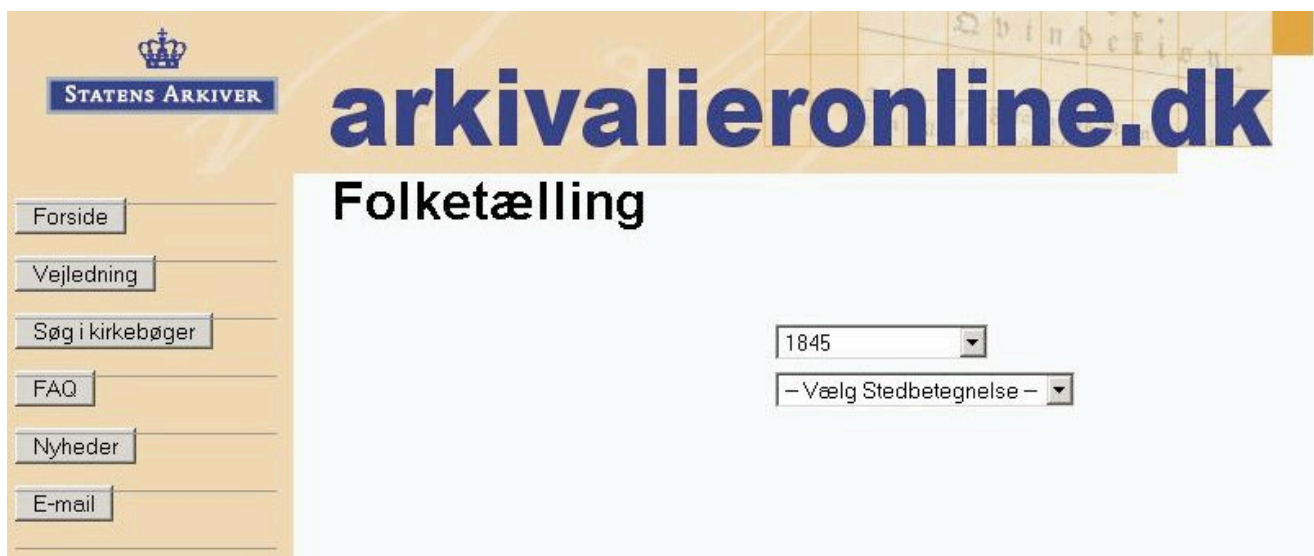 STATENS ARKIVER
arkivalieronline.dk
Folketælling
Forside
Vejledning
Søg i kirkebøger
FAQ
Nyheder
E-mail
1845
– Vælg Stedbetegnelse –